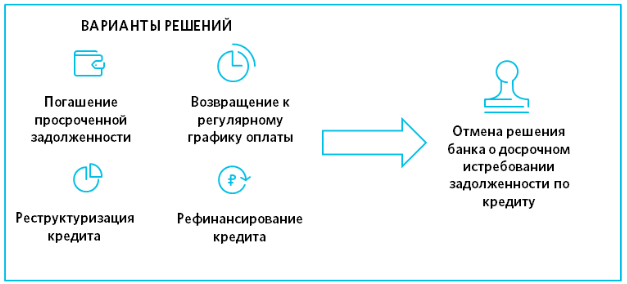 ВАРИАНТЫ РЕШЕНИЙ
Погашение
просроченной
задолженности
Возвращение к
регулярному
графику оплаты
Реструктуризация
кредита
₽
Рефинансирование
кредита
Отмена решения
банка о досрочном
истребовании
задолженности по
кредиту